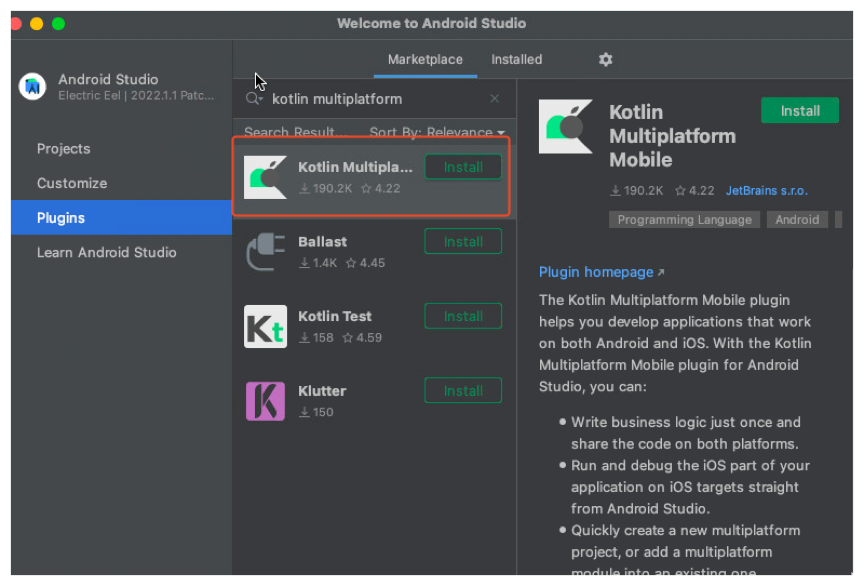 Welcome to Android Studio
Android Studio
Electric Eel | 2022.1.1 Patc...
Projects
Customize
Plugins
Learn Android Studio
Marketplace Installed
kotlin multiplatform
Search Result... Sort By: Relevance
Kotlin Multipla... Install
190.2K 4.22
Ballast Install
1.4K 4.45
Kt
Kotlin Test Install
158 4.59
Klutter Install
150
Kotlin Install
Multiplatform
Mobile
190.2K 4.22 JetBrains s.r.o.
Programming Language Android
Plugin homepage ↗
The Kotlin Multiplatform Mobile plugin
helps you develop applications that work
on both Android and iOS. With the Kotlin
Multiplatform Mobile plugin for Android
Studio, you can:
• Write business logic just once and
share the code on both platforms.
• Run and debug the iOS part of your
application on iOS targets straight
from Android Studio.
• Quickly create a new multiplatform
project, or add a multiplatform
module into an existing one